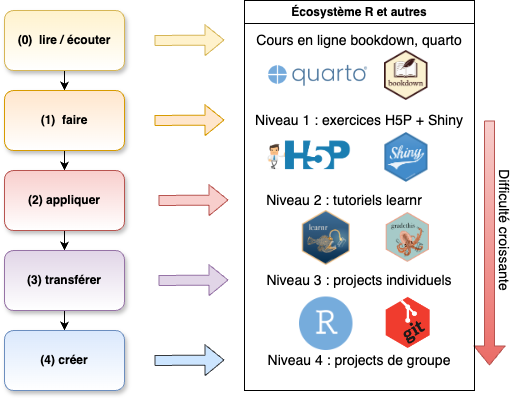 Écosystème R et autres
(0) lire / écouter
Cours en ligne bookdown, quarto
quarto
bookdown
(1) faire
Niveau 1 : exercices H5P + Shiny
H5P
Shiny
(2) appliquer
Niveau 2 : tutoriels learnr
learnr
gradethis
(3) transférer
Niveau 3 : projects individuels
R
git
(4) créer
Niveau 4 : projects de groupe
Difficulté croissante